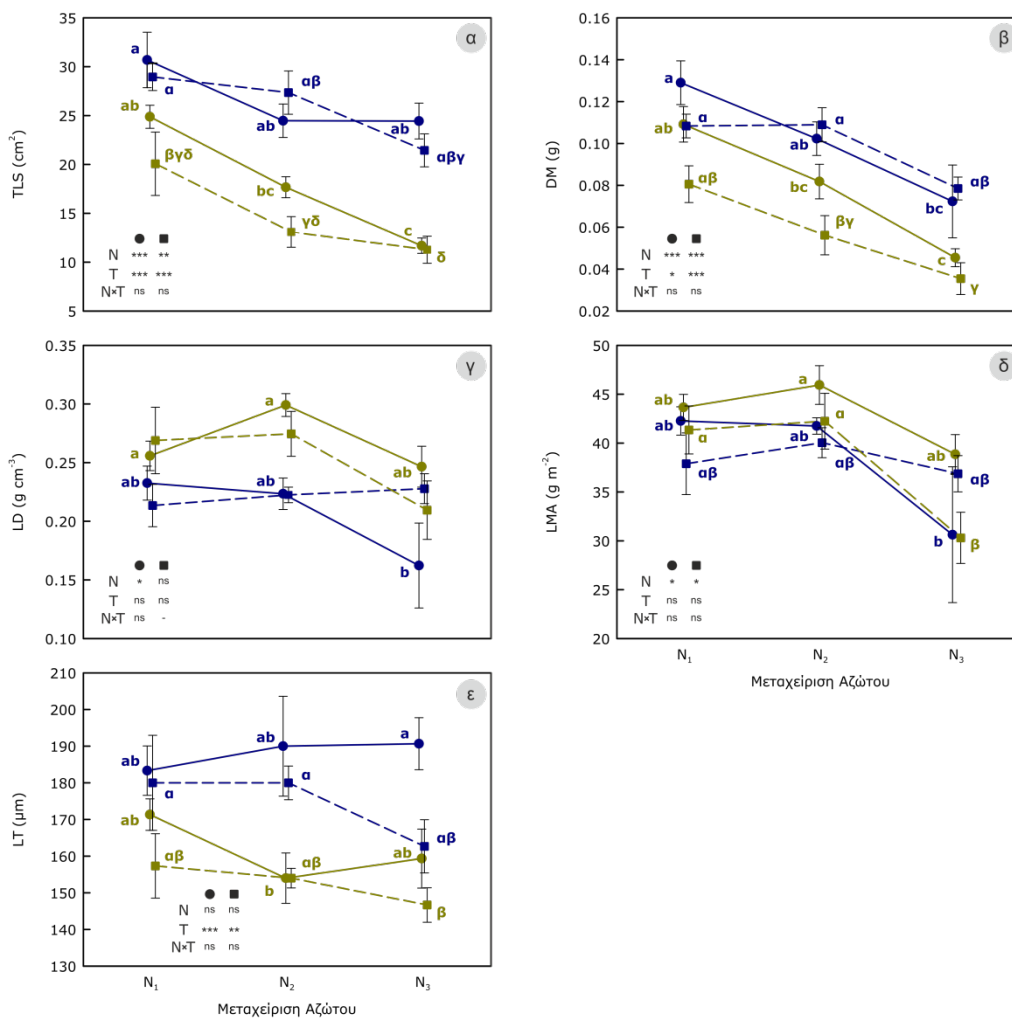 α
35
30
25
20
15
10
5
TLS (cm²)
a
ab
ab
ab
bc
c
α
αβ
αβγ
βγδ
γδ
δ
N *** **
T *** ***
N×T ns ns
β
0.16
0.14
0.12
0.10
0.08
0.06
0.04
0.02
DM (g)
a
ab
bc
ab
bc
c
α
αβ
αβ
βγ
γ
N *** ***
T * ***
N×T ns ns
γ
0.35
0.30
0.25
0.20
0.15
0.10
LD (g cm⁻³)
a
a
ab
ab
ab
b
N * ns
T ns ns
N×T ns -
δ
50
45
40
35
30
25
20
LMA (g m⁻²)
ab
a
ab
ab
ab
b
α
α
αβ
αβ
αβ
β
N * *
T ns ns
N×T ns ns
N₁ N₂ N₃
Μεταχείριση Αζώτου
ε
210
200
190
180
170
160
150
140
130
LT (μm)
ab
ab
a
ab
b
ab
α
α
αβ
αβ
αβ
β
N ns ns
T *** **
N×T ns ns
N₁ N₂ N₃
Μεταχείριση Αζώτου